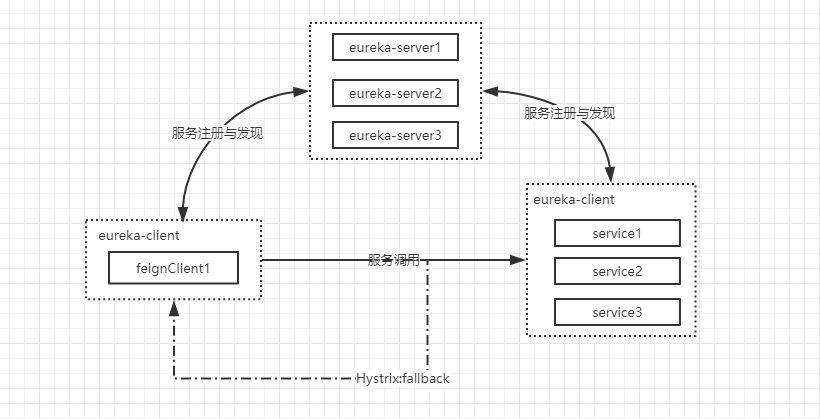 eureka-server1
eureka-server2
eureka-server3
服务注册与发现
服务注册与发现
eureka-client
feignClient1
服务调用
eureka-client
service1
service2
service3
Hystrix:fallback